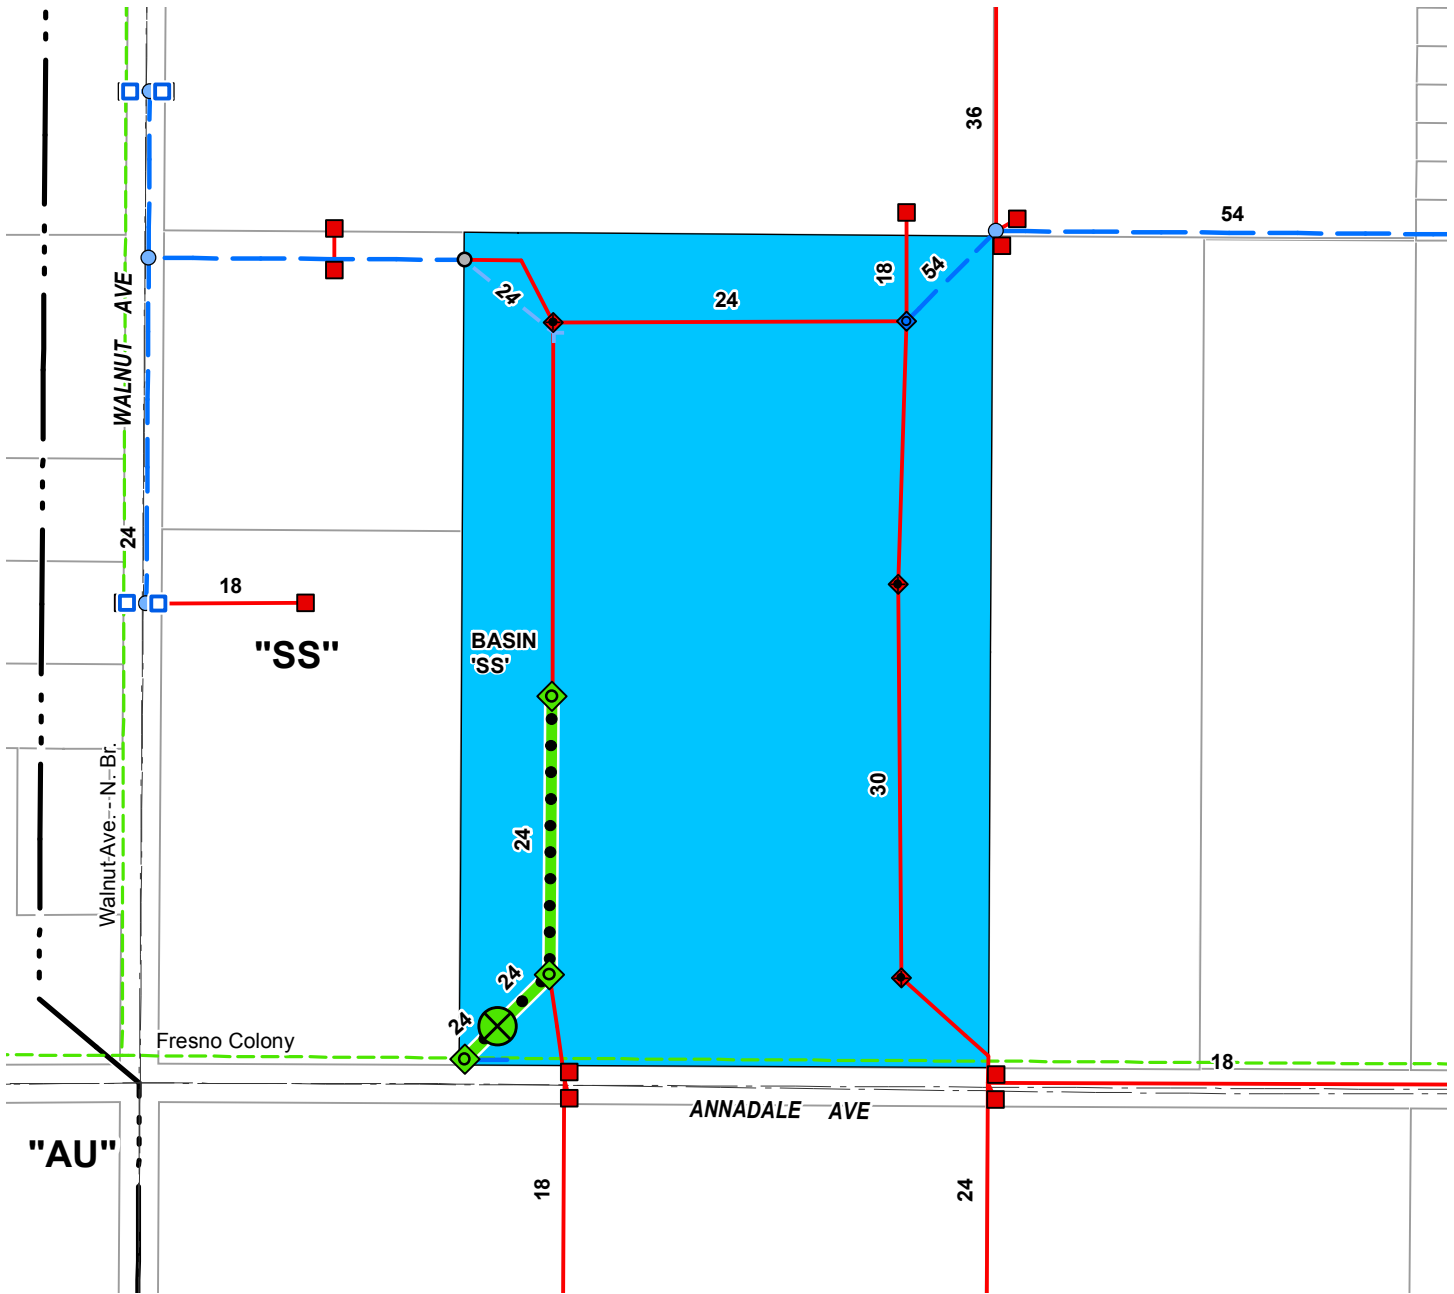 36
54
18
54
24
24
WALNUT AVE
24
18
"SS"
BASIN
'SS'
Walnut-Ave.--N.-Br.
30
24
24
24
Fresno Colony
18
ANNADALE AVE
"AU"
18
24